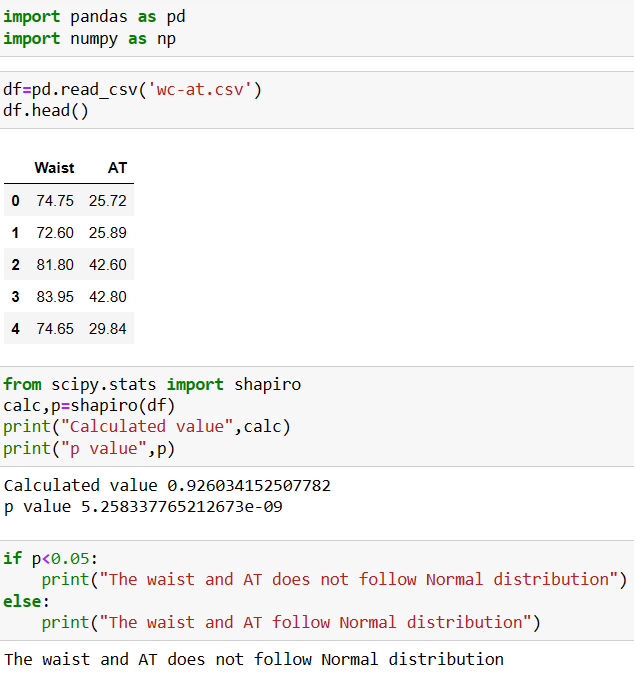 import pandas as pd
import numpy as np
df=pd.read_csv('wc-at.csv')
df.head()
Waist AT
0 74.75 25.72
1 72.60 25.89
2 81.80 42.60
3 83.95 42.80
4 74.65 29.84
from scipy.stats import shapiro
calc,p=shapiro(df)
print("Calculated value",calc)
print("p value",p)
Calculated value 0.926034152507782
p value 5.258337765212673e-09
if p<0.05:
    print("The waist and AT does not follow Normal distribution")
else:
    print("The waist and AT follow Normal distribution")
The waist and AT does not follow Normal distribution